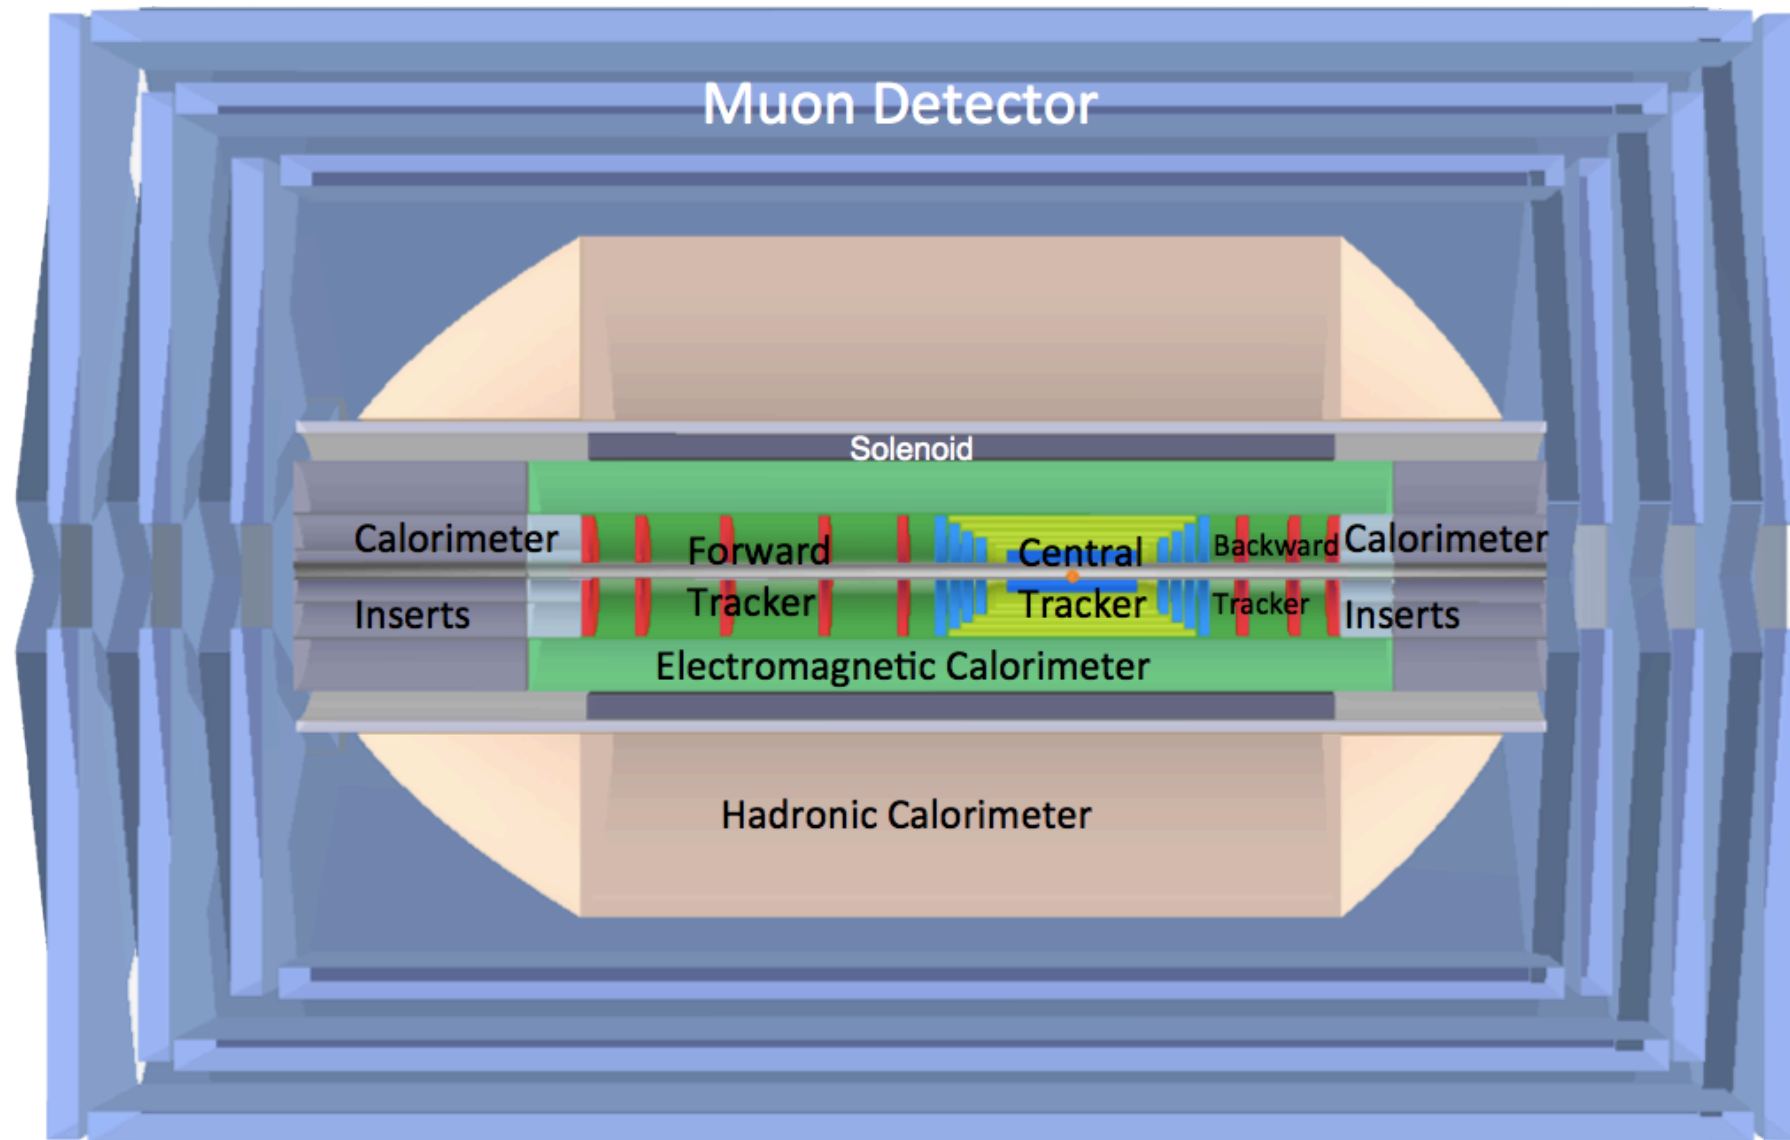 Muon Detector
Solenoid
Calorimeter
Inserts
Forward
Tracker
Central
Tracker
Backward
Tracker
Calorimeter
Inserts
Electromagnetic Calorimeter
Hadronic Calorimeter